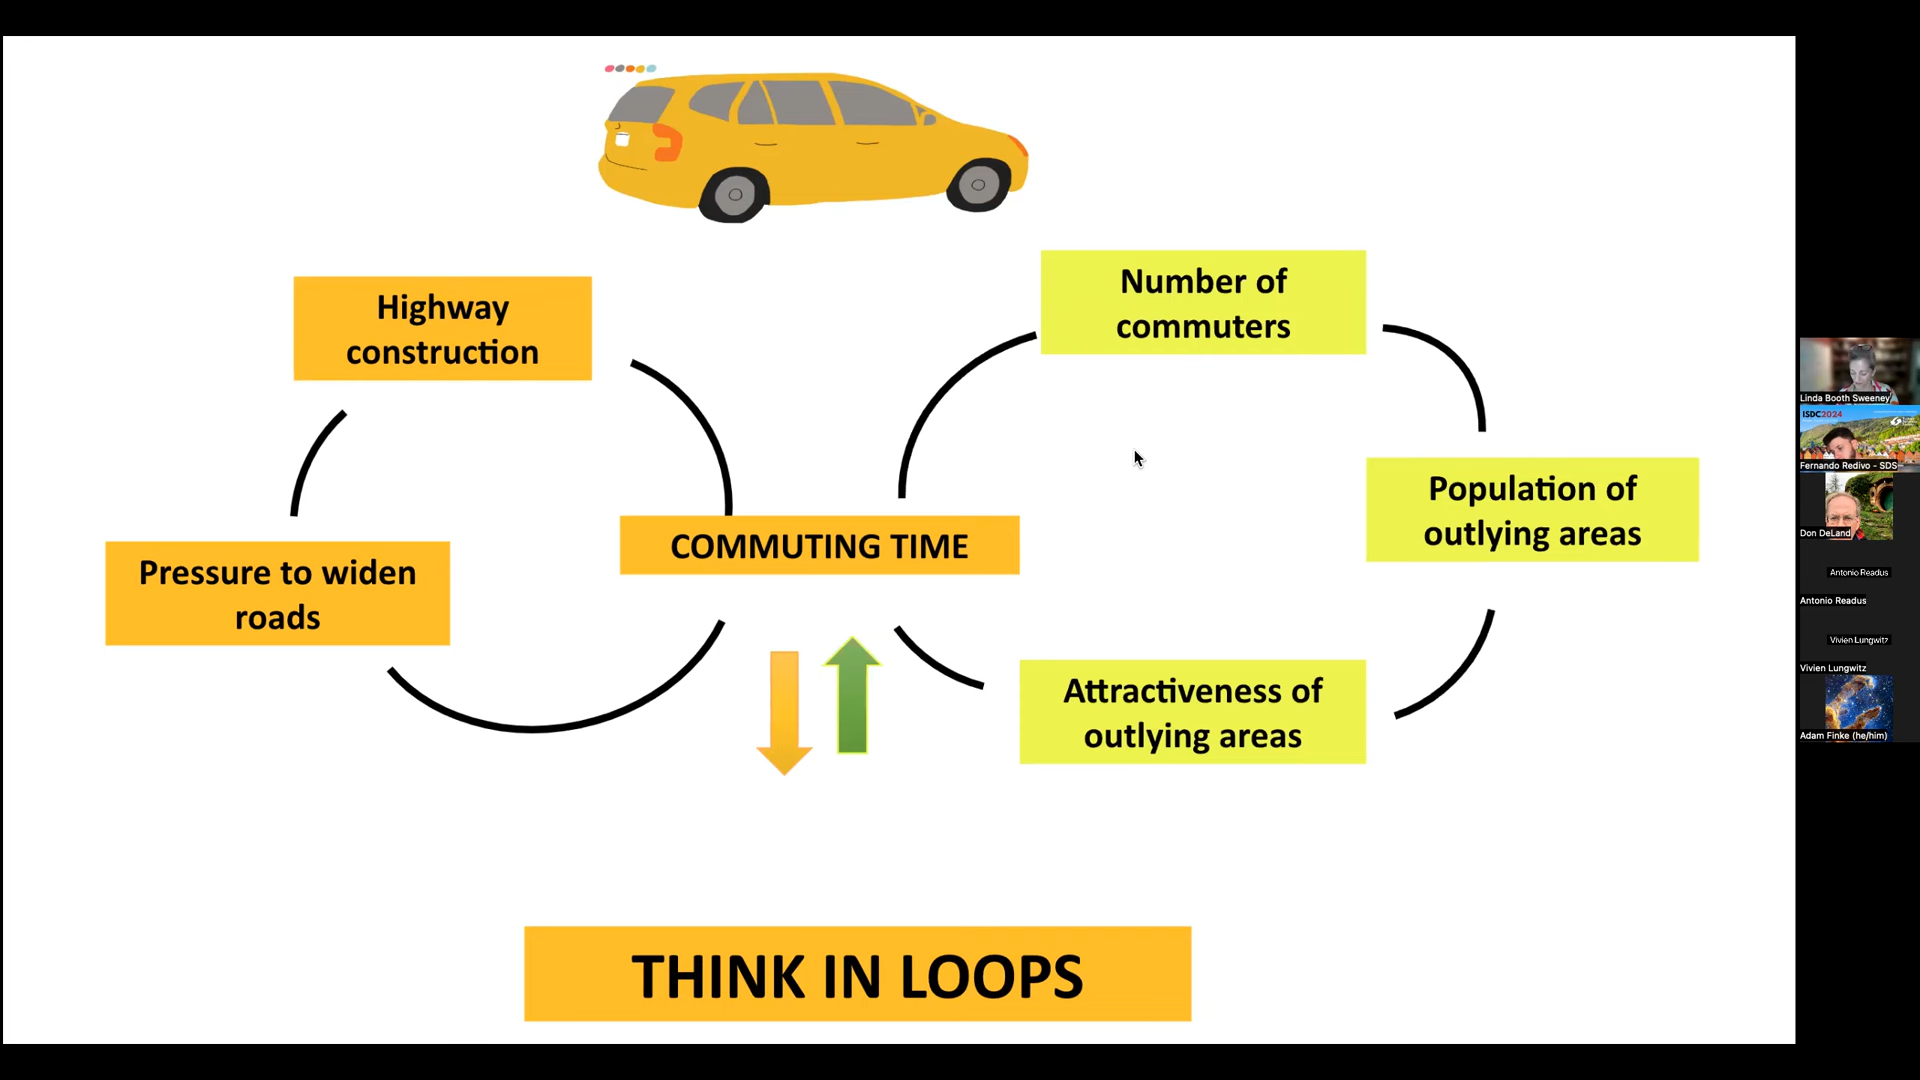 Highway
construction
Number of
commuters
Population of
outlying areas
COMMUTING TIME
Pressure to widen
roads
Attractiveness of
outlying areas
THINK IN LOOPS
Linda Booth Sweeney
ISDC2024
Fernando Redivo - SDS
Don DeLand
Antonio Readus
Antonio Readus
Vivien Lungwitz
Vivien Lungwitz
Adam Finke (he/him)